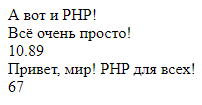 А вот и PHP!
Всё очень просто!
10.89
Привет, мир! PHP для всех!
67